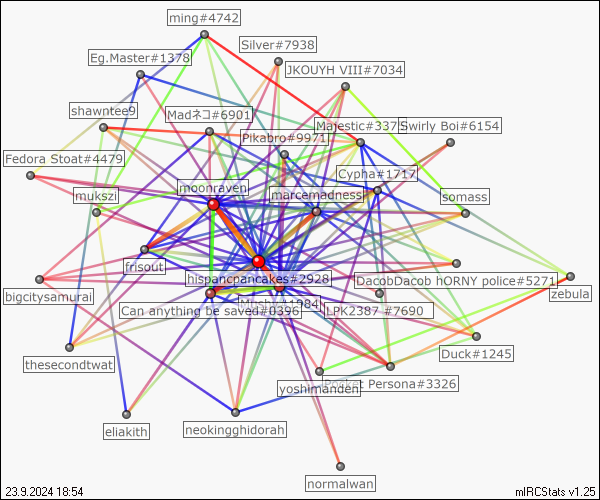 ming#4742
Silver#7938
Eg.Master#1378
JKOUYH VIII#7034
shawntee9
Madネコ#6901
Majestic#337
Swirly Boi#6154
Pikabro#9971
Fedora Stoat#4479
Cypha#1717
moonraven
mukszi
marcemadness
somass
frisout
hispancpancakes#2928
DacobDacob hORNY police#5271
zebula
bigcitysamurai
#1984
Can anything be saved#0396
LPK2387 #7690
Duck#1245
thesecondtwat
Persona#3326
yoshimanden
eliakith
neokingghidorah
normalwan
23.9.2024 18:54
mIRCStats v1.25